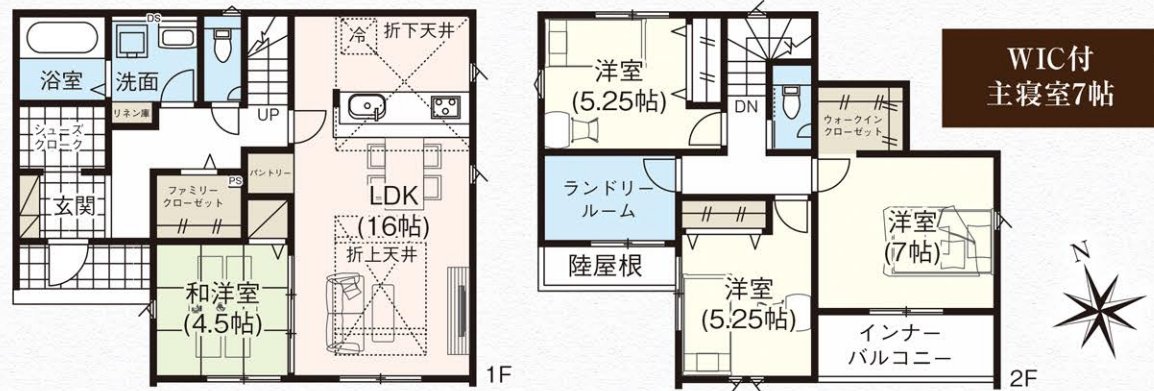 DS
冷
折下天井
浴室
洗面
リネン庫
UP
シューズ
クローク
玄関
ファミリー
クローゼット
PS
パントリー
LDK
(16帖)
折上天井
和洋室
(4.5帖)
1F
洋室
(5.25帖)
DN
ウォークイン
クローゼット
ランドリー
ルーム
陸屋根
洋室
(7帖)
洋室
(5.25帖)
インナー
バルコニー
2F
WIC付
主寝室7帖
N